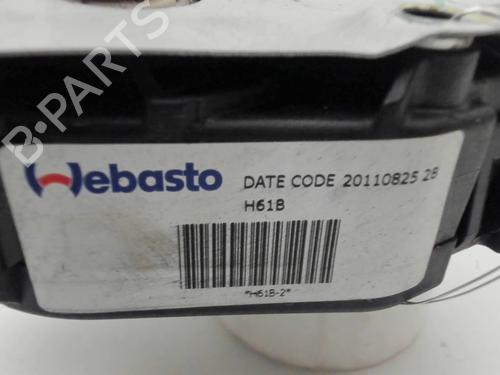 B-PARTS
Webasto
DATE CODE 20110825 2B
H61B
*H61B-2*